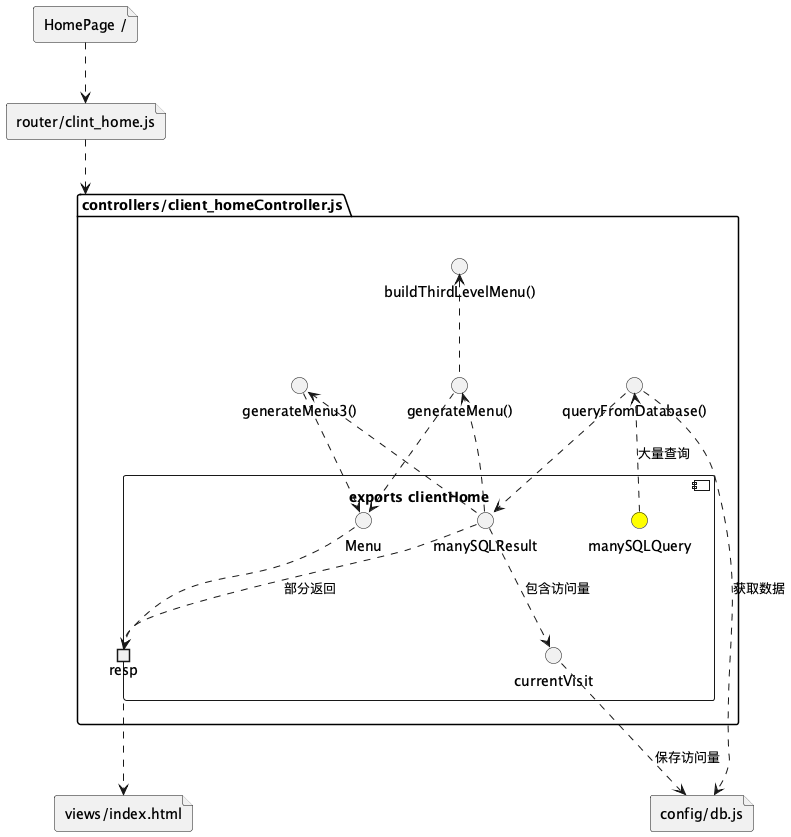 HomePage /
router/clint_home.js
controllers/client_homeController.js
buildThirdLevelMenu()
generateMenu3()
generateMenu()
queryFromDatabase()
大量查询
exports clientHome
Menu
manySQLResult
manySQLQuery
部分返回
包含访问量
获取数据
resp
currentVisit
保存访问量
views/index.html
config/db.js